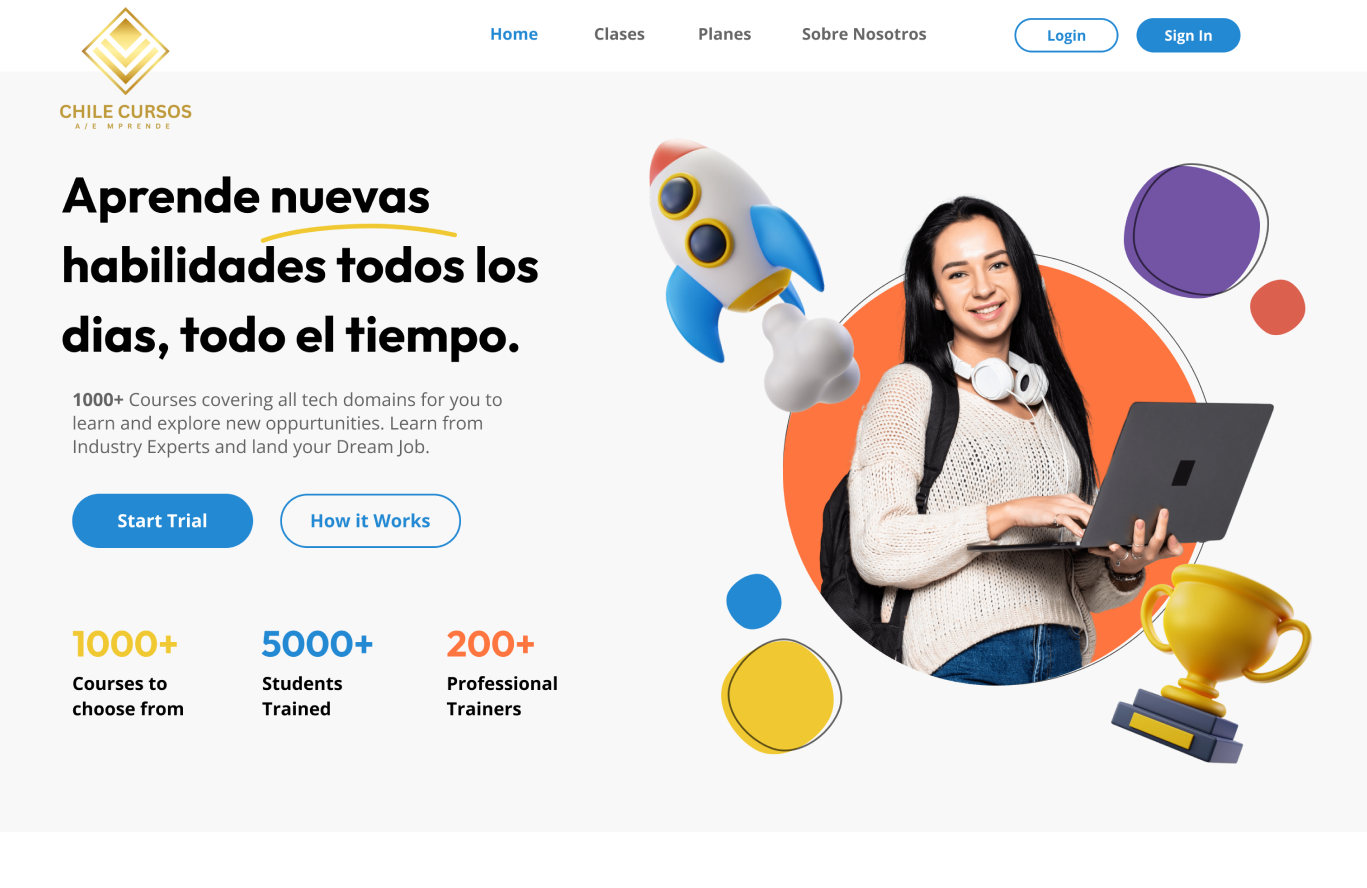 Home
Clases
Planes
Sobre Nosotros
Login
Sign In
CHILE CURSOS
A/E MPRENDE
Aprende nuevas
habilidades todos los
dias, todo el tiempo.
1000+ Courses covering all tech domains for you to
learn and explore new oppurtunities. Learn from
Industry Experts and land your Dream Job.
Start Trial
How it Works
1000+
Courses to
choose from
5000+
Students
Trained
200+
Professional
Trainers